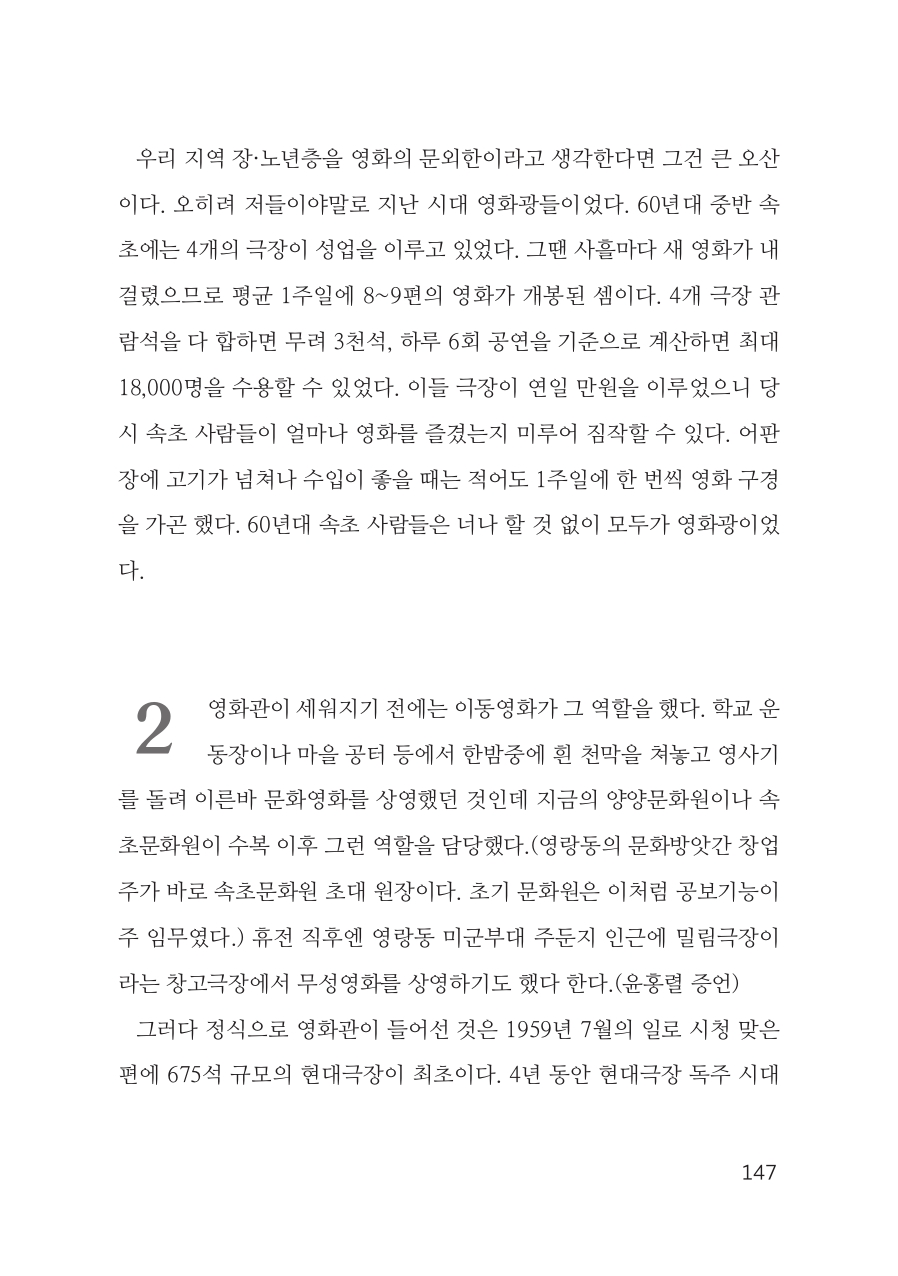 우리 지역 장·노년층을 영화의 문외한이라고 생각한다면 그건 큰 오산
이다. 오히려 저들이야말로 지난 시대 영화광들이었다. 60년대 중반 속
초에는 4개의 극장이 성업을 이루고 있었다. 그땐 사흘마다 새 영화가 내
걸렸으므로 평균 1주일에 8~9편의 영화가 개봉된 셈이다. 4개 극장 관
람석을 다 합하면 무려 3천석, 하루 6회 공연을 기준으로 계산하면 최대
18,000명을 수용할 수 있었다. 이들 극장이 연일 만원을 이루었으니 당
시 속초 사람들이 얼마나 영화를 즐겼는지 미루어 짐작할 수 있다. 어판
장에 고기가 넘쳐나 수입이 좋을 때는 적어도 1주일에 한 번씩 영화 구경
을 가곤 했다. 60년대 속초 사람들은 너나 할 것 없이 모두가 영화광이었
다.
2 영화관이 세워지기 전에는 이동영화가 그 역할을 했다. 학교 운
동장이나 마을 공터 등에서 한밤중에 흰 천막을 쳐놓고 영사기
를 돌려 이른바 문화영화를 상영했던 것인데 지금의 양양문화원이나 속
초문화원이 수복 이후 그런 역할을 담당했다.(영랑동의 문화방앗간 창업
주가 바로 속초문화원 초대 원장이다. 초기 문화원은 이처럼 공보기능이
주 임무였다.) 휴전 직후엔 영랑동 미군부대 주둔지 인근에 밀림극장이
라는 창고극장에서 무성영화를 상영하기도 했다 한다.(윤홍렬 증언)
그러다 정식으로 영화관이 들어선 것은 1959년 7월의 일로 시청 맞은
편에 675석 규모의 현대극장이 최초이다. 4년 동안 현대극장 독주 시대
147